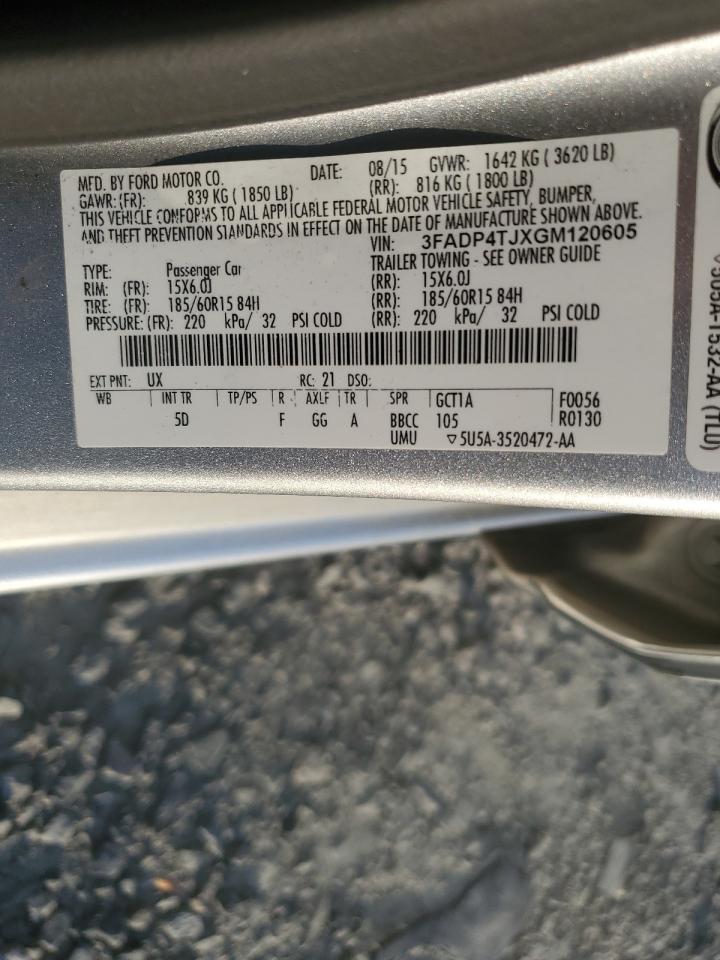 MFD. BY FORD MOTOR CO. DATE: 08/15 GVWR: 1642 KG ( 3620 LB)
GAWR: (FR): 839 KG ( 1850 LB) (RR): 816 KG ( 1800 LB)
THIS VEHICLE CONFORMS TO ALL APPLICABLE FEDERAL MOTOR VEHICLE SAFETY, BUMPER,
AND THEFT PREVENTION STANDARDS IN EFFECT ON THE DATE OF MANUFACTURE SHOWN ABOVE.
VIN: 3FADP4TJXGM120605
TRAILER TOWING - SEE OWNER GUIDE
TYPE: Passenger Car
RIM: (FR): 15X6.0J (RR): 15X6.0J
TIRE: (FR): 185/60R15 84H (RR): 185/60R15 84H
PRESSURE: (FR): 220 kPa/ 32 PSI COLD (RR): 220 kPa/ 32 PSI COLD
EXT PNT: UX RC: 21 DSO:
WB INT TR TP/PS R AXLF TR SPR GCT1A F0056
5D F GG A BBCC 105 R0130
UMU ▽5U5A-3520472-AA
-1532-AA (TL0)